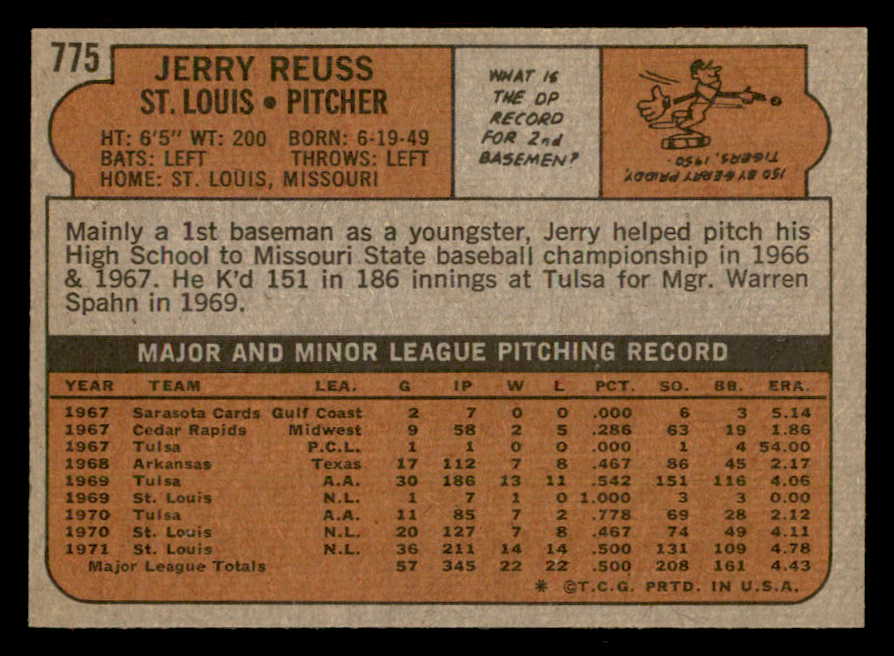 775
JERRY REUSS
ST. LOUIS • PITCHER
HT: 6'5" WT: 200 BORN: 6-19-49
BATS: LEFT THROWS: LEFT
HOME: ST. LOUIS, MISSOURI
WHAT IS
THE DP
RECORD
FOR 2nd
BASEMEN?
150 BY GERRY PRIDDY,
TIGERS, 1950.
Mainly a 1st baseman as a youngster, Jerry helped pitch his
High School to Missouri State baseball championship in 1966
& 1967. He K'd 151 in 186 innings at Tulsa for Mgr. Warren
Spahn in 1969.
MAJOR AND MINOR LEAGUE PITCHING RECORD
YEAR TEAM LEA. G IP W L PCT. SO. BB. ERA.
1967 Sarasota Cards Gulf Coast 2 7 0 0 .000 6 3 5.14
1967 Cedar Rapids Midwest 9 58 2 5 .286 63 19 1.86
1967 Tulsa P.C.L. 1 1 0 0 .000 1 4 54.00
1968 Arkansas Texas 17 112 7 8 .467 86 45 2.17
1969 Tulsa A.A. 30 186 13 11 .542 151 116 4.06
1969 St. Louis N.L. 1 7 1 0 1.000 3 3 0.00
1970 Tulsa A.A. 11 85 7 2 .778 69 28 2.12
1970 St. Louis N.L. 20 127 7 8 .467 74 49 4.11
1971 St. Louis N.L. 36 211 14 14 .500 131 109 4.78
Major League Totals 57 345 22 22 .500 208 161 4.43
* ©T.C.G. PRTD. IN U.S.A.